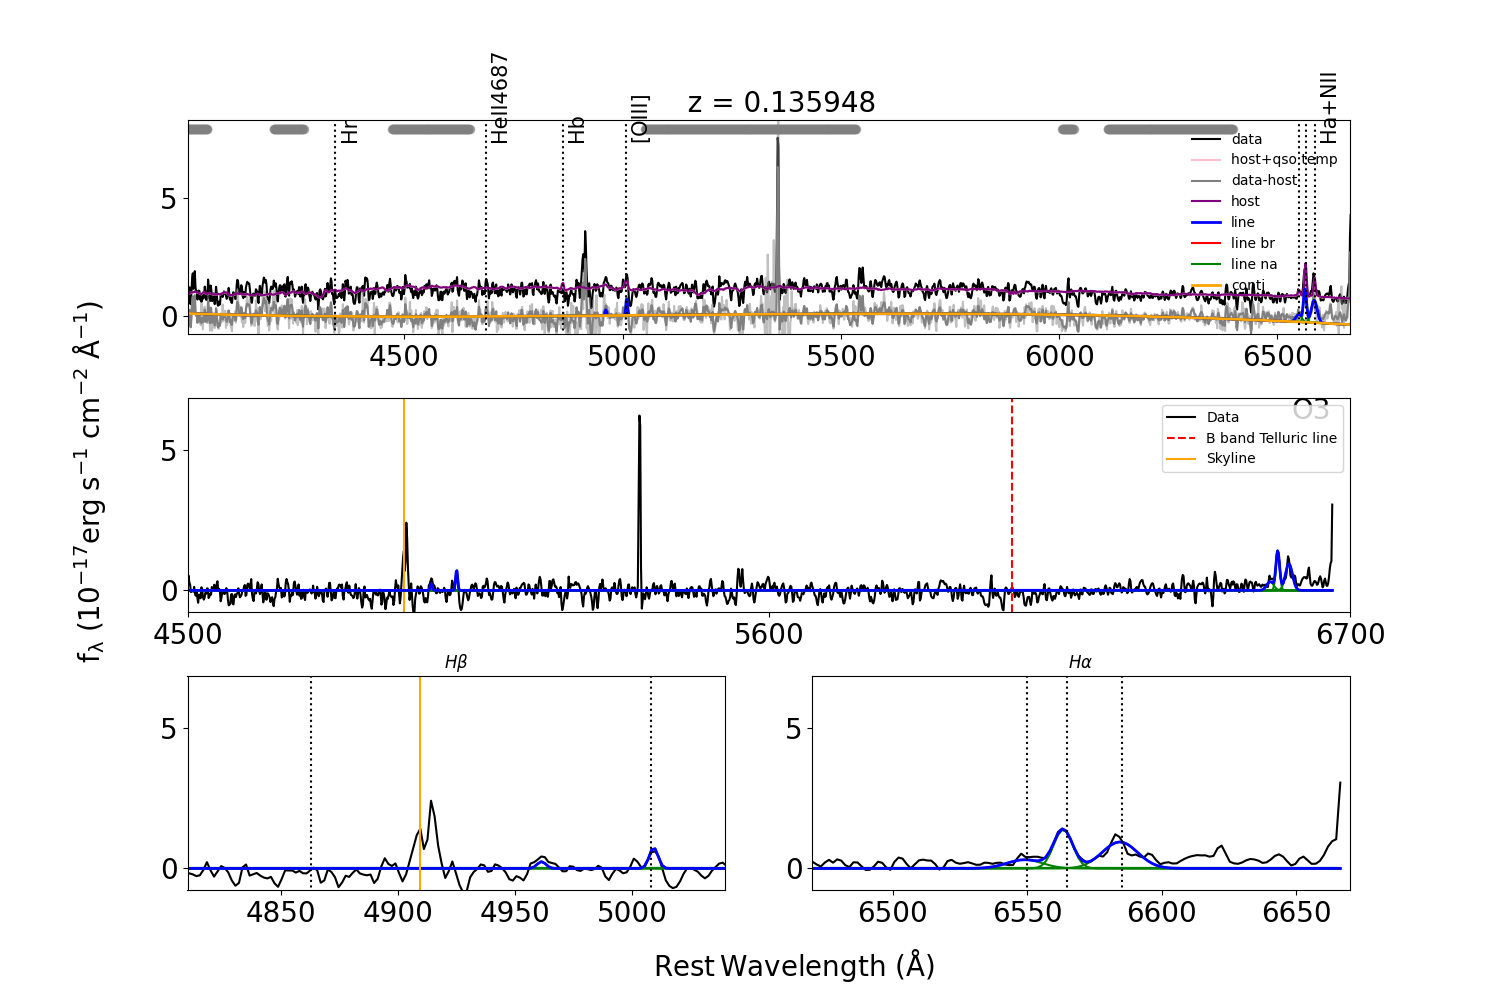 z = 0.135948
Hr
HeII4687
Hb
[OIII]
Ha+NII
data
host+qso temp
data-host
host
line
line br
line na
conti
5
0
4500 5000 5500 6000 6500
O3
Data
B band Telluric line
Skyline
5
0
4500 5600 6700
fλ (10⁻¹⁷erg s⁻¹ cm⁻² Å⁻¹)
Hβ
5
0
4850 4900 4950 5000
Hα
5
0
6500 6550 6600 6650
Rest Wavelength (Å)